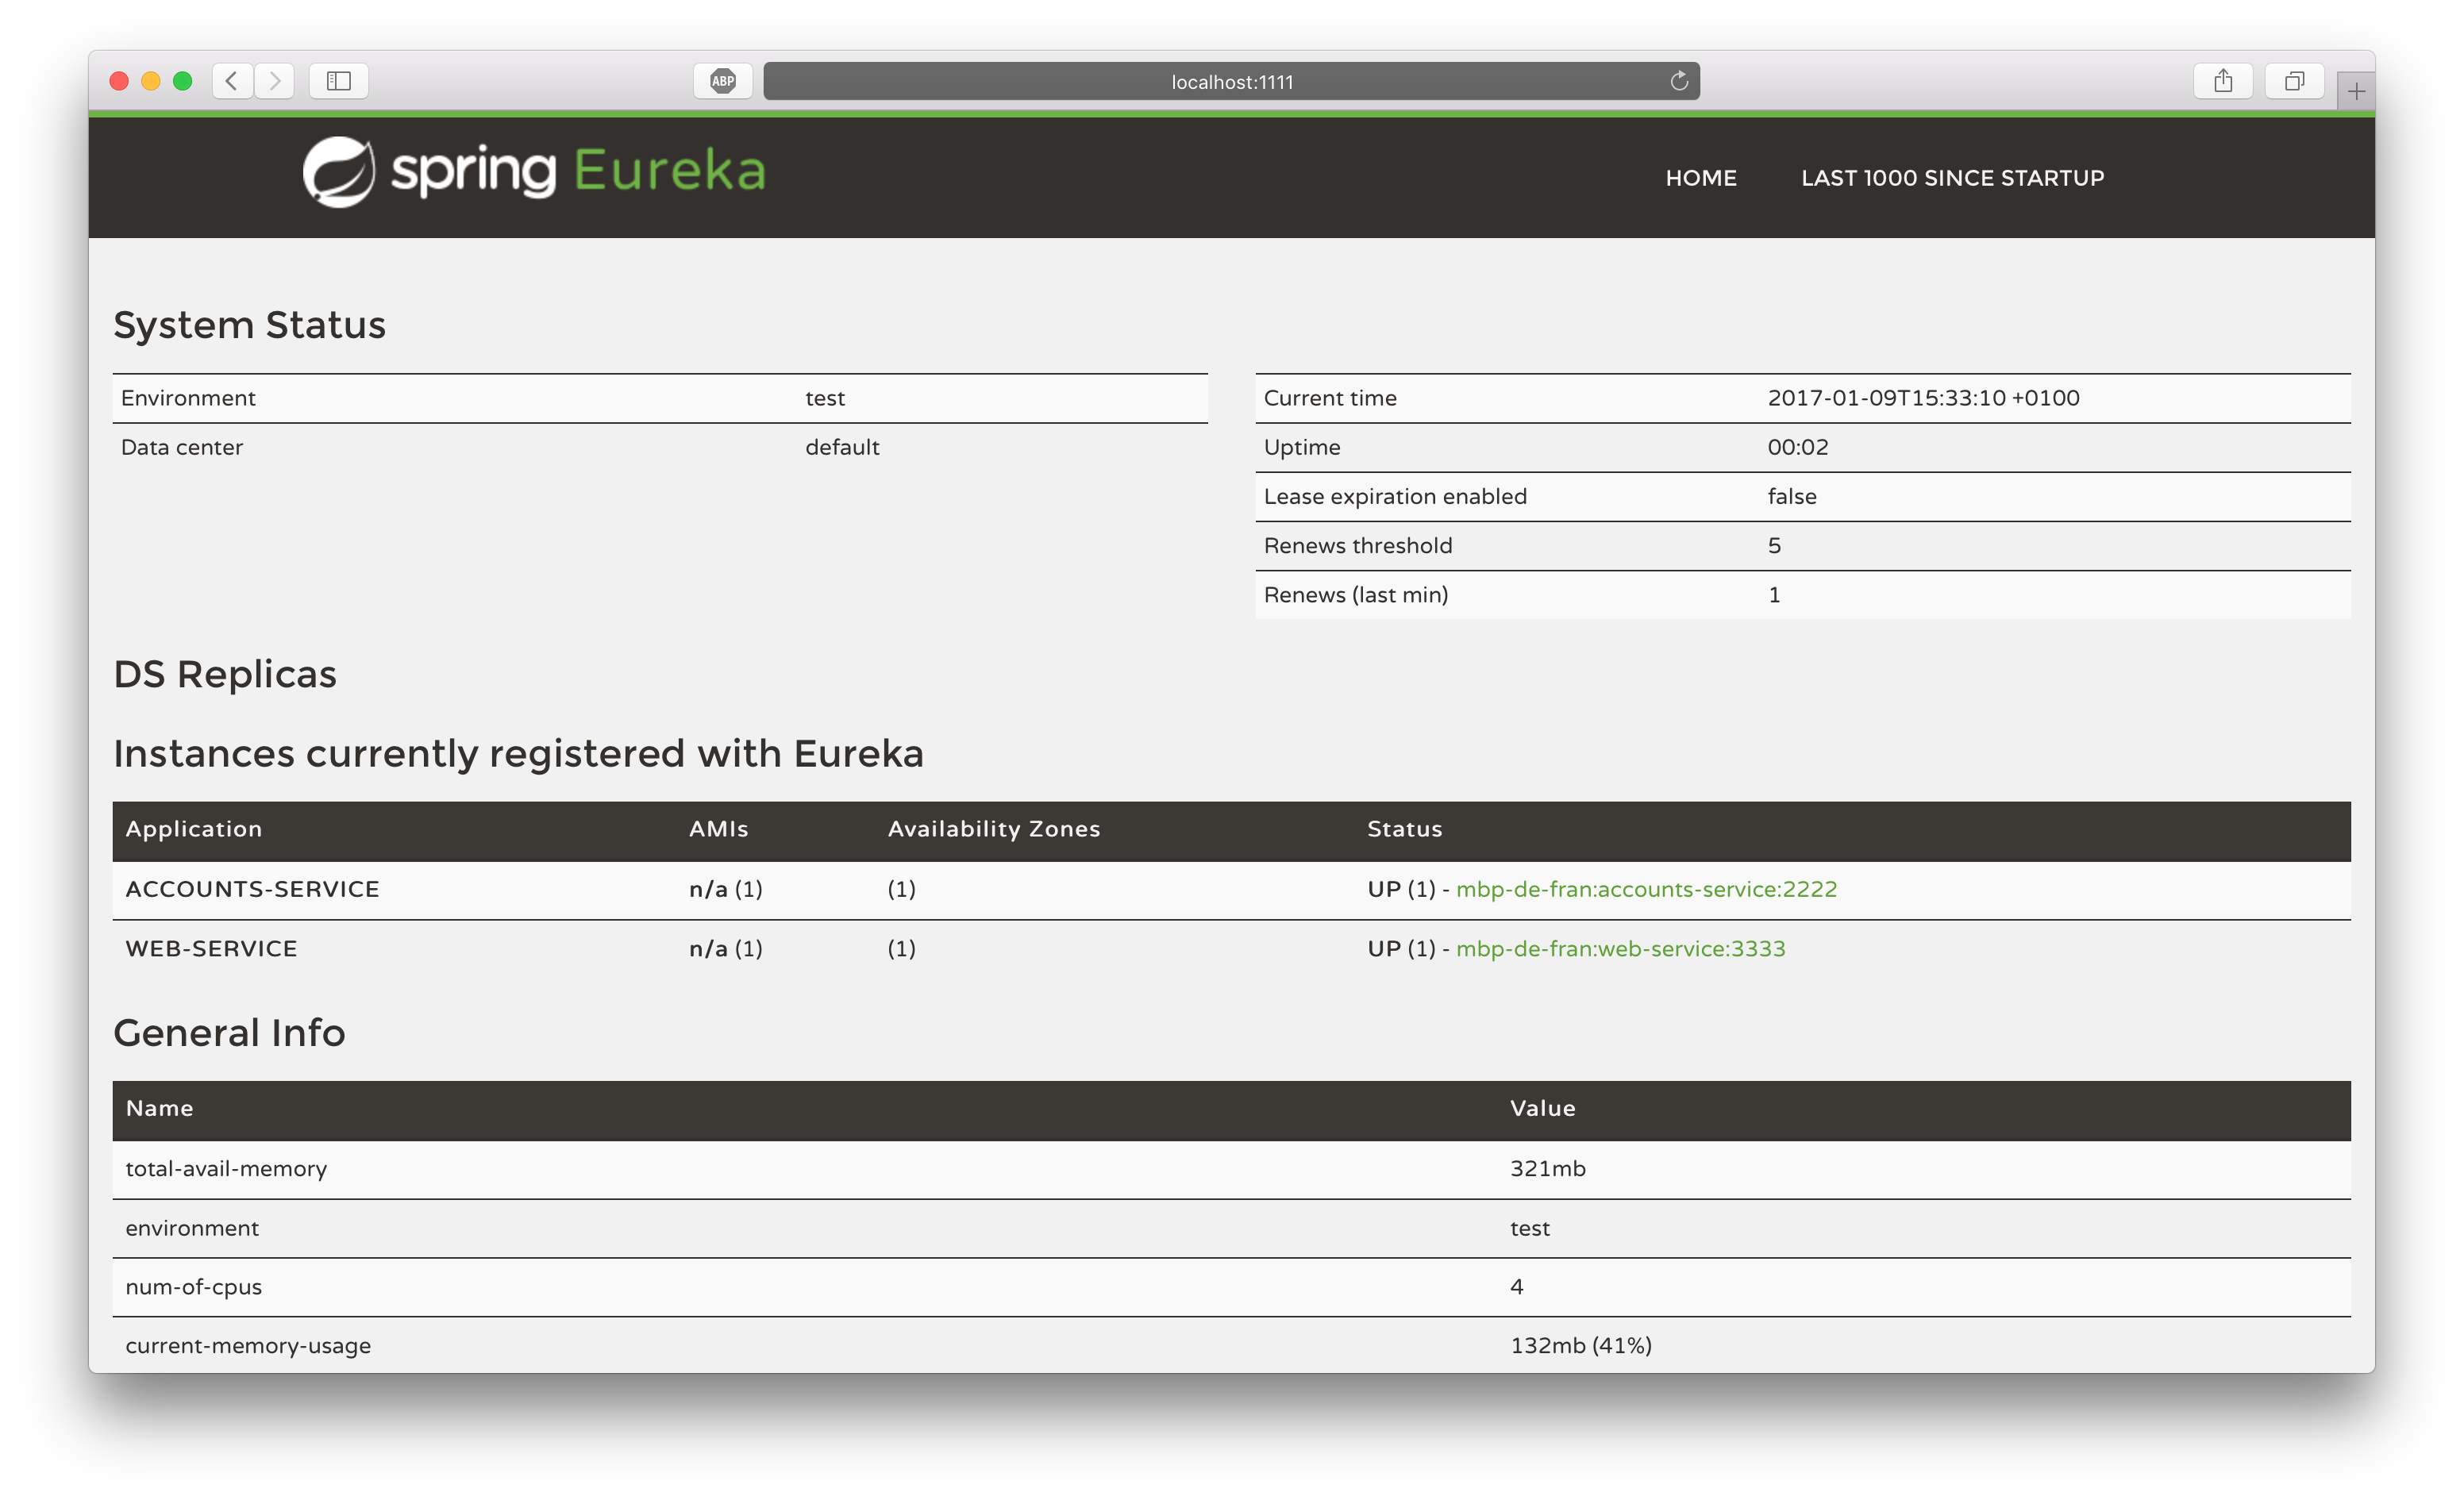 ABP
localhost:1111
spring Eureka
HOME LAST 1000 SINCE STARTUP
System Status
Environment test
Data center default
Current time 2017-01-09T15:33:10 +0100
Uptime 00:02
Lease expiration enabled false
Renews threshold 5
Renews (last min) 1
DS Replicas
Instances currently registered with Eureka
Application AMIs Availability Zones Status
ACCOUNTS-SERVICE n/a (1) (1) UP (1) - mbp-de-fran:accounts-service:2222
WEB-SERVICE n/a (1) (1) UP (1) - mbp-de-fran:web-service:3333
General Info
Name Value
total-avail-memory 321mb
environment test
num-of-cpus 4
current-memory-usage 132mb (41%)